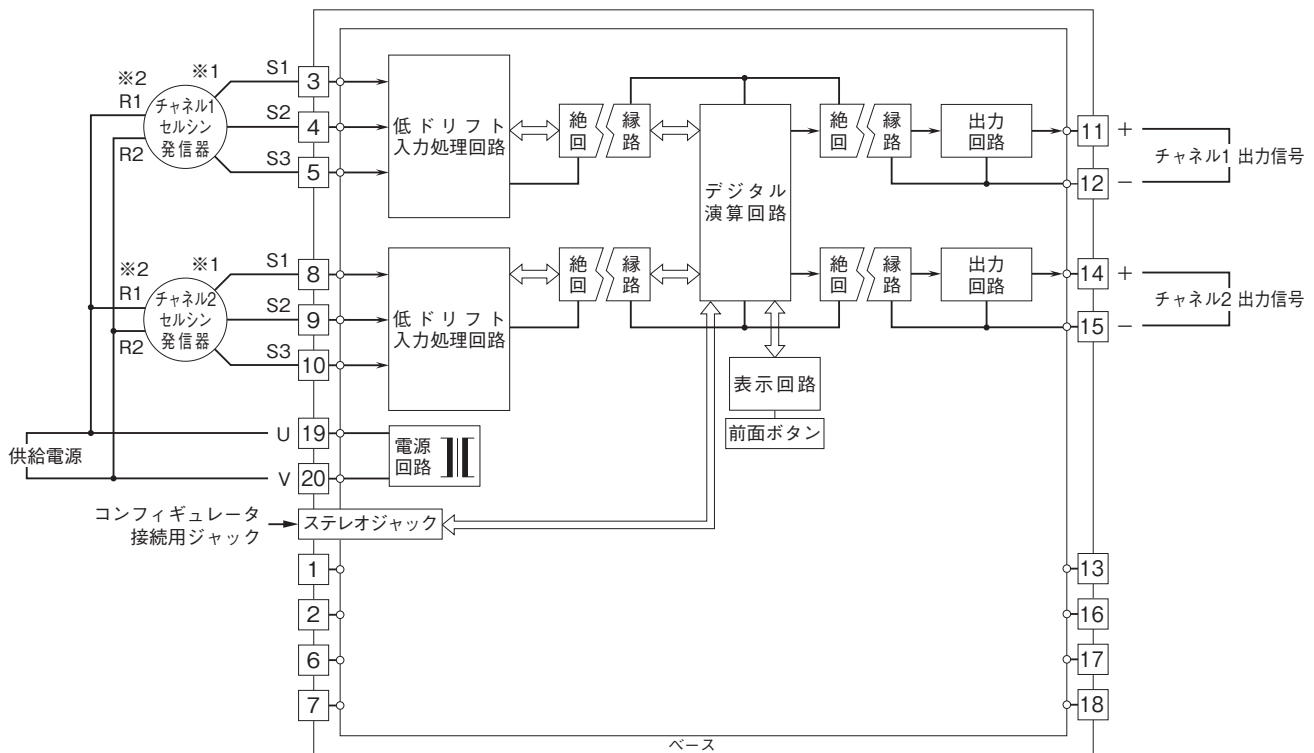 ※2
※1
S1
3
R1
チャネル1
セルシン
発信器
S2
4
R2
S3
5
低ドリフト
入力処理回路
絶
回
縁
路
デジタル
演算回路
絶
回
縁
路
出力
回路
11
+
12
−
チャネル1 出力信号
※2
※1
S1
8
R1
チャネル2
セルシン
発信器
S2
9
R2
S3
10
低ドリフト
入力処理回路
絶
回
縁
路
絶
回
縁
路
出力
回路
14
+
15
−
チャネル2 出力信号
表示回路
前面ボタン
供給電源
U
19
V
20
電源
回路
コンフィギュレータ
接続用ジャック
ステレオジャック
1
2
6
7
13
16
17
18
ベース